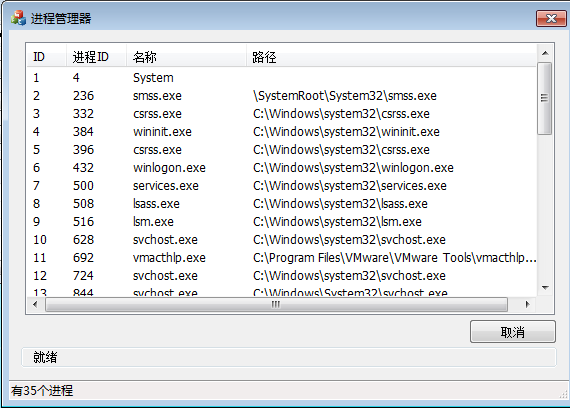 进程管理器
ID 进程ID 名称 路径
1 4 System
2 236 smss.exe \SystemRoot\System32\smss.exe
3 332 csrss.exe C:\Windows\system32\csrss.exe
4 384 wininit.exe C:\Windows\system32\wininit.exe
5 396 csrss.exe C:\Windows\system32\csrss.exe
6 432 winlogon.exe C:\Windows\system32\winlogon.exe
7 500 services.exe C:\Windows\system32\services.exe
8 508 lsass.exe C:\Windows\system32\lsass.exe
9 516 lsm.exe C:\Windows\system32\lsm.exe
10 628 svchost.exe C:\Windows\system32\svchost.exe
11 692 vmacthlp.exe C:\Program Files\VMware\VMware Tools\vmacthlp...
12 724 svchost.exe C:\Windows\system32\svchost.exe
13 844 svchost.exe C:\Windows\System32\svchost.exe
取消
就绪
有35个进程